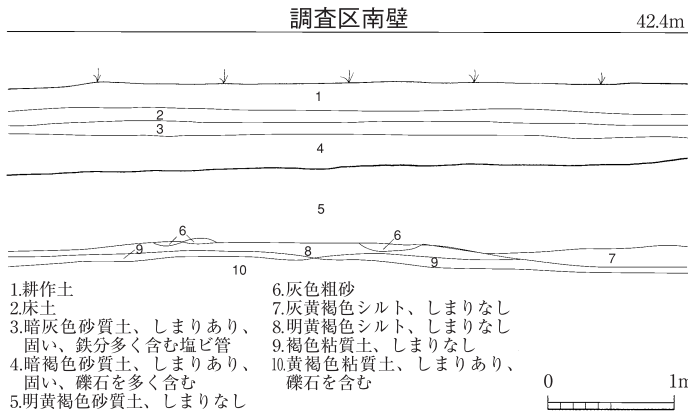 調査区南壁
42.4m
1
2
3
4
5
6
6
9
8
9
7
10
1.耕作土
2.床土
3.暗灰色砂質土、しまりあり、
固い、鉄分多く含む塩ビ管
4.暗褐色砂質土、しまりあり、
固い、礫石を多く含む
5.明黄褐色砂質土、しまりなし
6.灰色粗砂
7.灰黄褐色シルト、しまりなし
8.明黄褐色シルト、しまりなし
9.褐色粘質土、しまりなし
10.黄褐色粘質土、しまりあり、
礫石を含む
0 1m